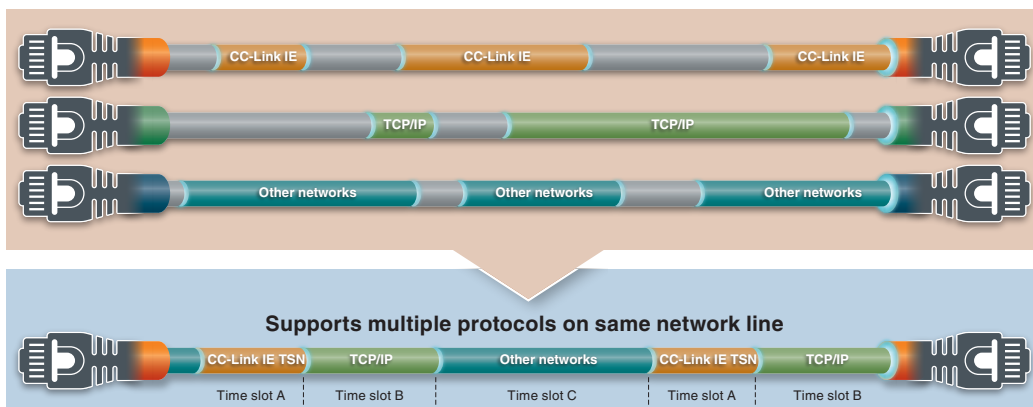 CC-Link IE CC-Link IE CC-Link IE
TCP/IP TCP/IP
Other networks Other networks Other networks
Supports multiple protocols on same network line
CC-Link IE TSN TCP/IP Other networks CC-Link IE TSN TCP/IP
Time slot A Time slot B Time slot C Time slot A Time slot B